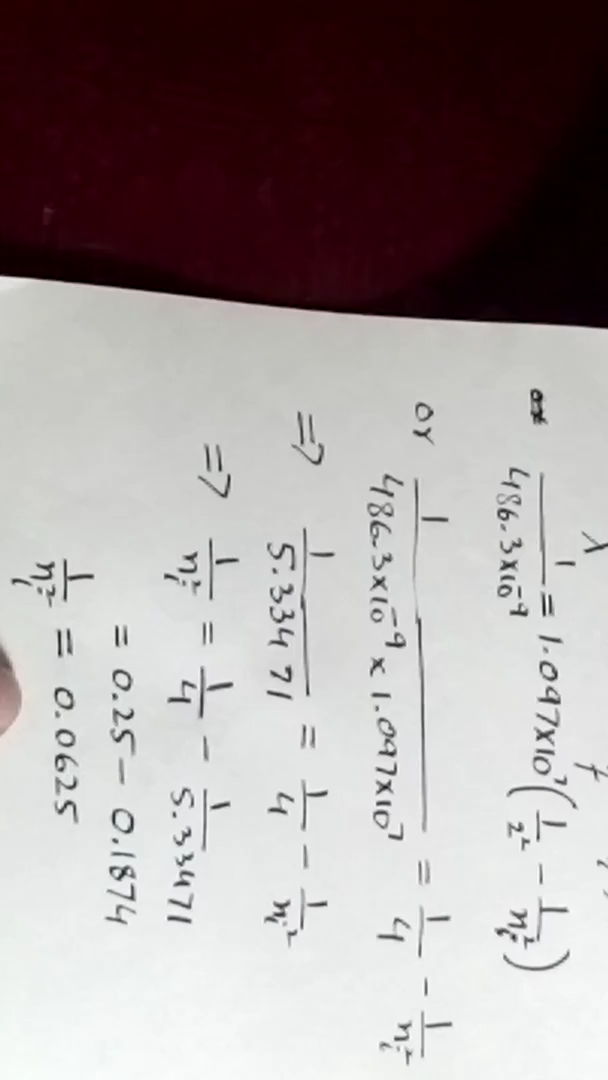 λ
1/486.3×10⁻⁹ = 1.097×10⁷ (1/2² - 1/nᵢ²)
or 1/486.3×10⁻⁹ × 1.097×10⁷ = 1/4 - 1/nᵢ²
=> 1/5.33471 = 1/4 - 1/nᵢ²
=> 1/nᵢ² = 1/4 - 1/5.33471
= 0.25 - 0.1874
1/nᵢ² = 0.0625